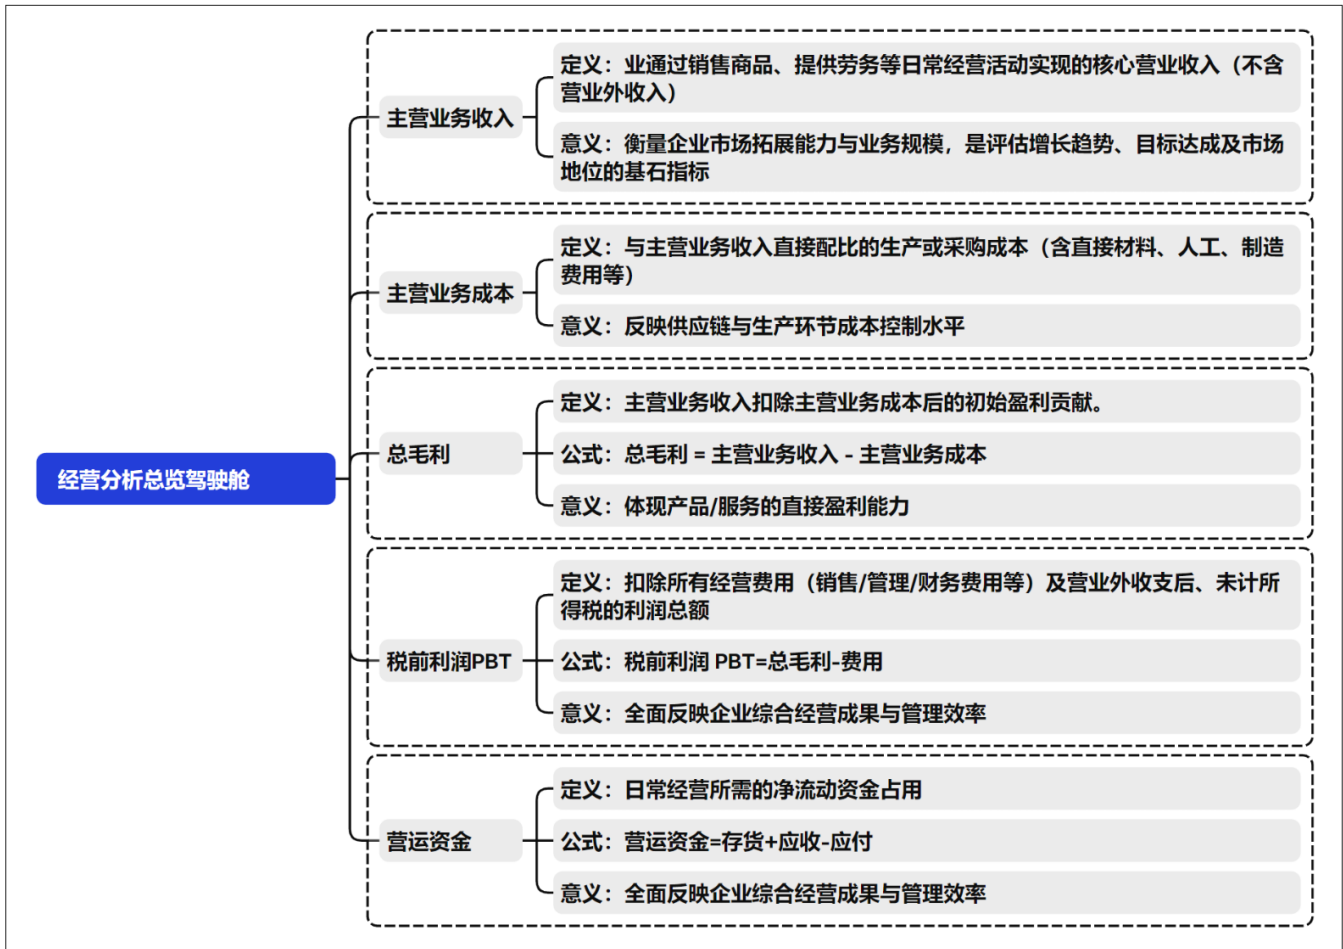 经营分析总览驾驶舱
主营业务收入
定义：业通过销售商品、提供劳务等日常经营活动实现的核心营业收入（不含
营业外收入）
意义：衡量企业市场拓展能力与业务规模，是评估增长趋势、目标达成及市场
地位的基石指标
主营业务成本
定义：与主营业务收入直接配比的生产或采购成本（含直接材料、人工、制造
费用等）
意义：反映供应链与生产环节成本控制水平
总毛利
定义：主营业务收入扣除主营业务成本后的初始盈利贡献。
公式：总毛利 = 主营业务收入 - 主营业务成本
意义：体现产品/服务的直接盈利能力
税前利润PBT
定义：扣除所有经营费用（销售/管理/财务费用等）及营业外收支后、未计所
得税的利润总额
公式：税前利润 PBT=总毛利-费用
意义：全面反映企业综合经营成果与管理效率
营运资金
定义：日常经营所需的净流动资金占用
公式：营运资金=存货+应收-应付
意义：全面反映企业综合经营成果与管理效率